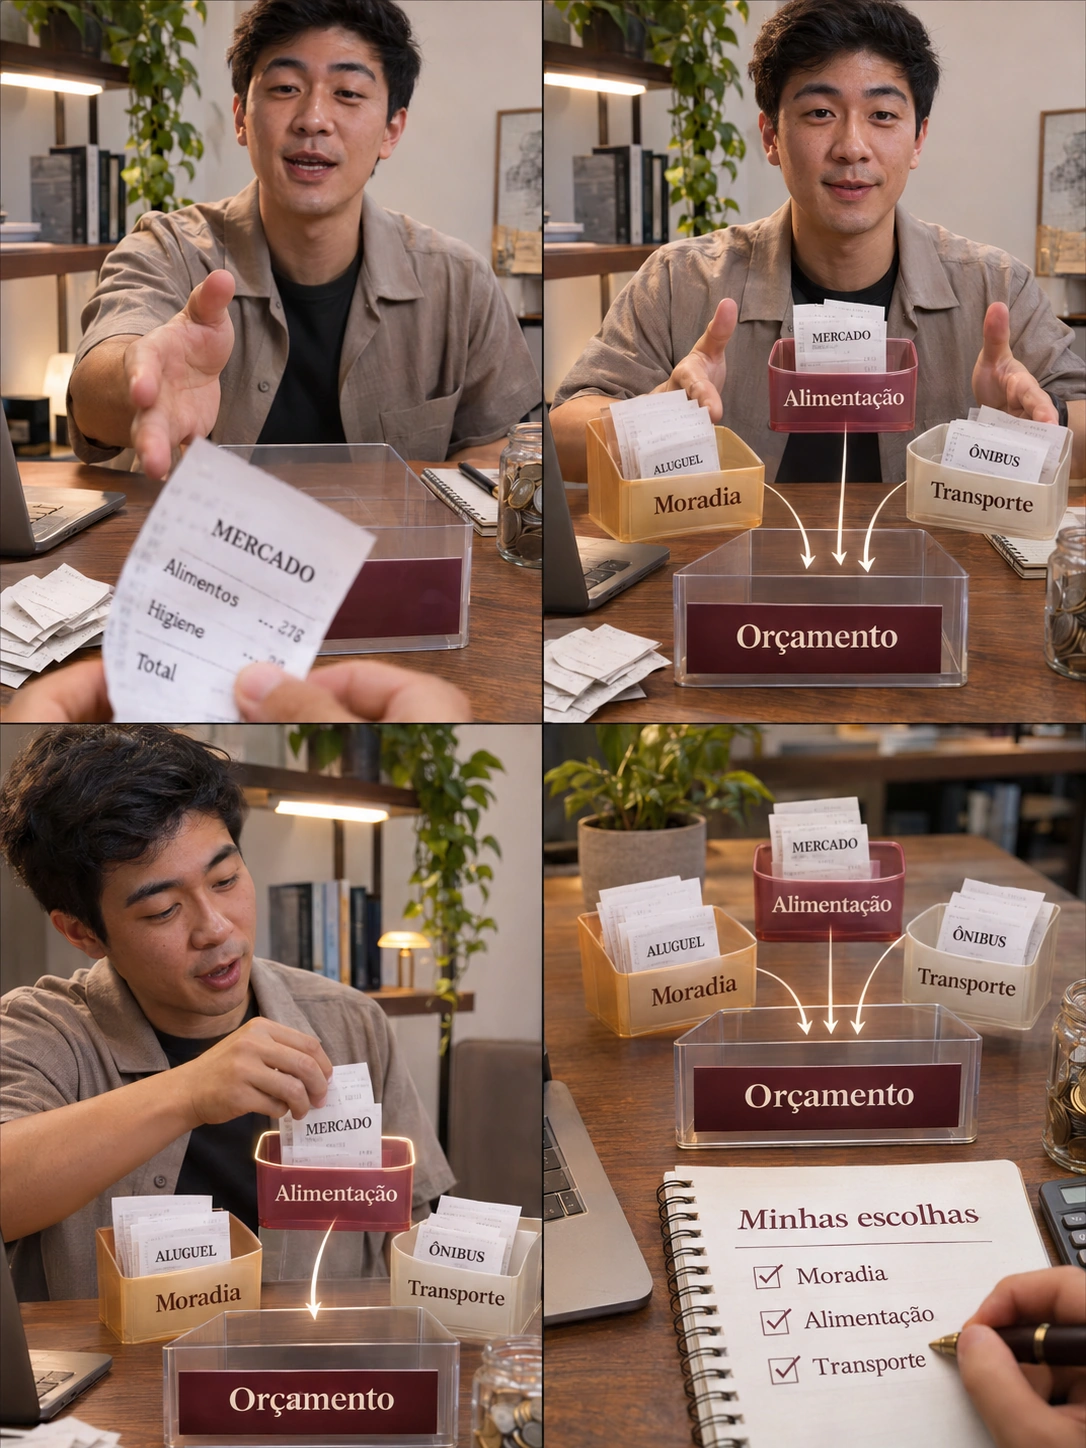 MERCADO
Alimentos ... 278
Higiene
Total
MERCADO
Alimentação
ALUGUEL
Moradia
ÔNIBUS
Transporte
Orçamento
MERCADO
Alimentação
ALUGUEL
Moradia
ÔNIBUS
Transporte
Orçamento
MERCADO
Alimentação
ALUGUEL
Moradia
ÔNIBUS
Transporte
Orçamento
Minhas escolhas
Moradia
Alimentação
Transporte